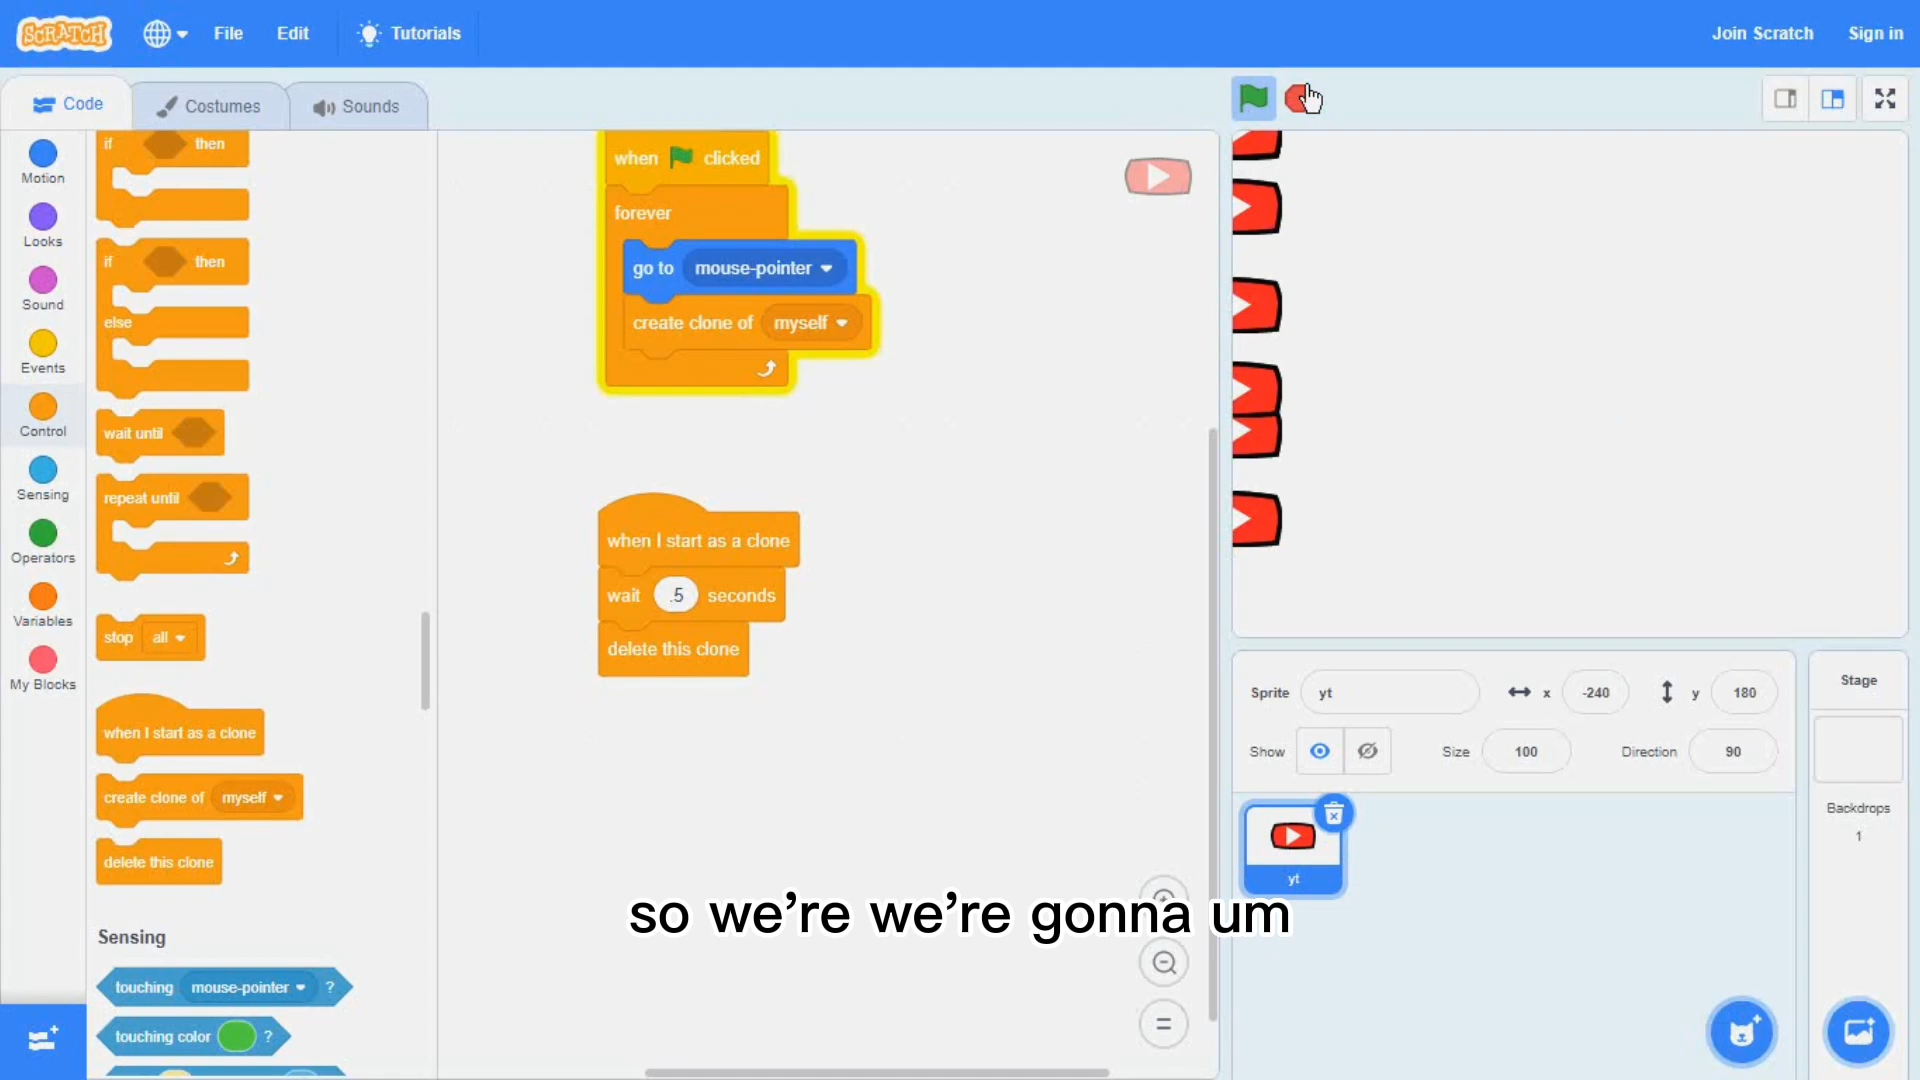 SCRATCH
File
Edit
Tutorials
Join Scratch
Sign in
Code
Costumes
Sounds
Motion
Looks
Sound
Events
Control
Sensing
Operators
Variables
My Blocks
if then
if then
else
wait until
repeat until
stop all
when I start as a clone
create clone of myself
delete this clone
Sensing
touching mouse-pointer ?
touching color ?
when clicked
forever
go to mouse-pointer
create clone of myself
when I start as a clone
wait .5 seconds
delete this clone
Sprite yt x -240 y 180
Show Size 100 Direction 90
yt
Stage
Backdrops
1
so we’re we’re gonna um